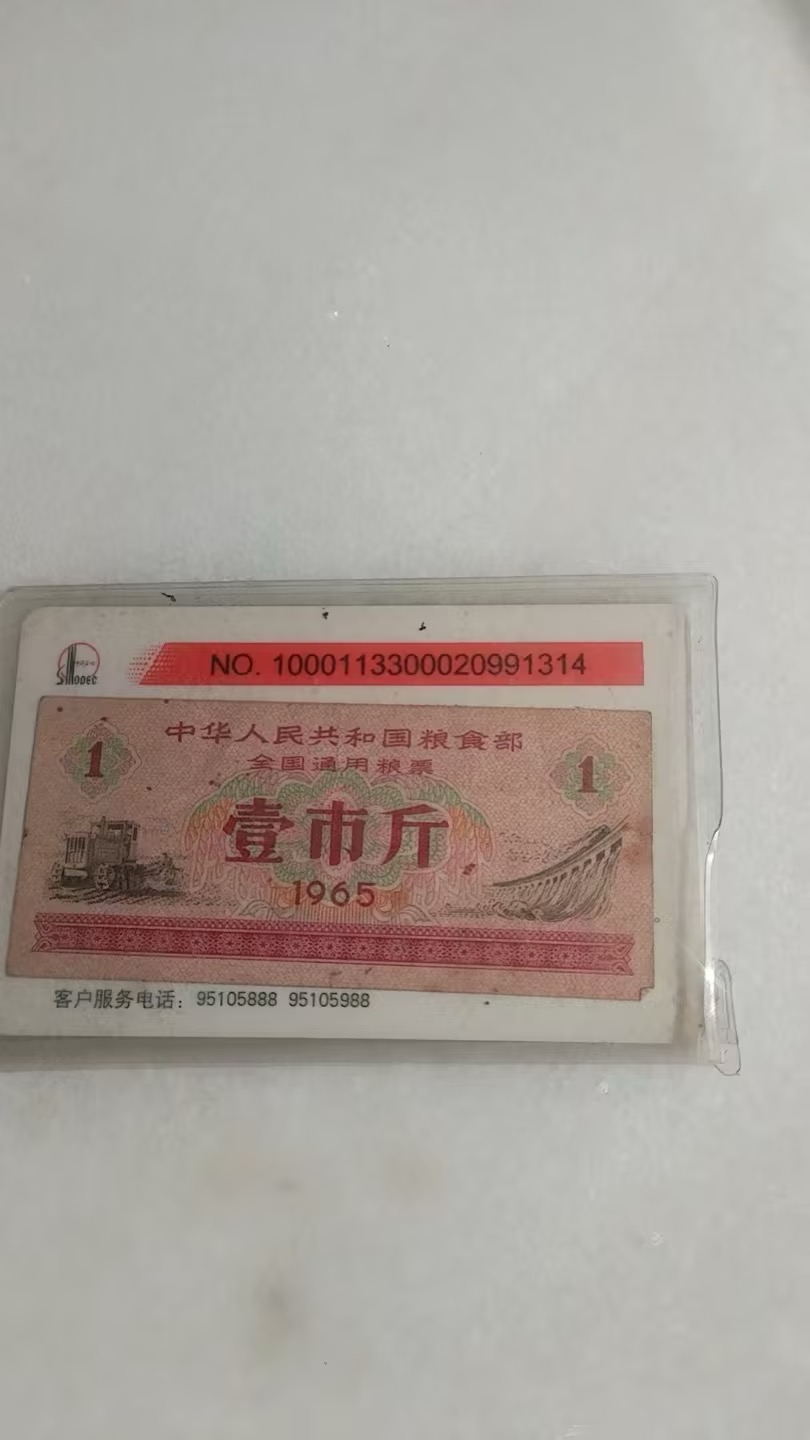 SINOPEC
NO. 1000113300020991314
中华人民共和国粮食部
全国通用粮票
1
1
壹市斤
1965
客户服务电话：95105888 95105988